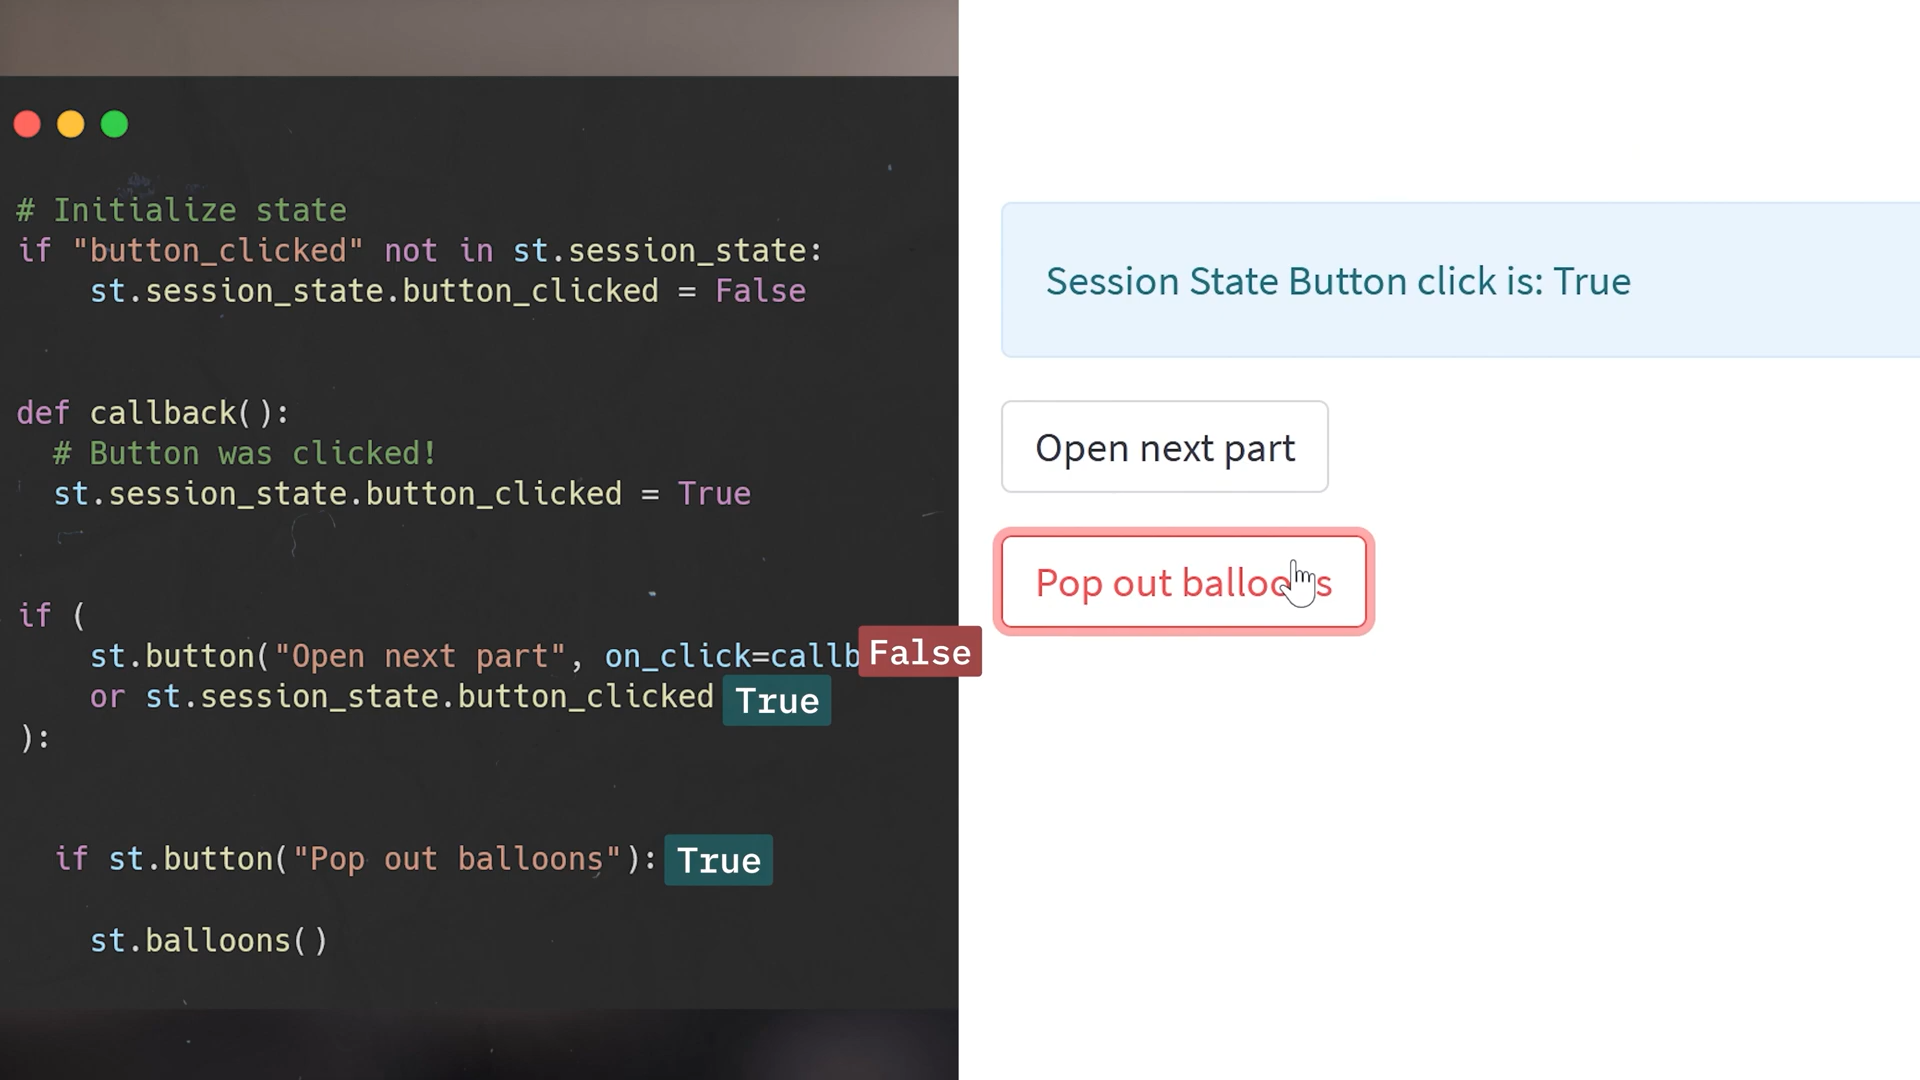 # Initialize state
if "button_clicked" not in st.session_state:
    st.session_state.button_clicked = False
def callback():
  # Button was clicked!
  st.session_state.button_clicked = True
if (
    st.button("Open next part", on_click=callb
False
    or st.session_state.button_clicked
True
):
  if st.button("Pop out balloons"):
True
    st.balloons()
Session State Button click is: True
Open next part
Pop out balloons